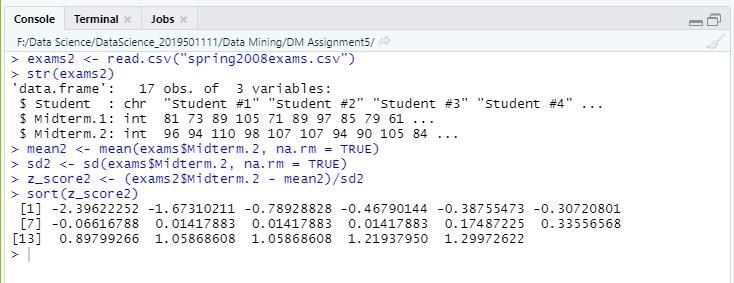 Console Terminal × Jobs ×
F:/Data Science/DataScience_2019501111/Data Mining/DM Assignment5/
> exams2 <- read.csv("spring2008exams.csv")
> str(exams2)
'data.frame':   17 obs. of  3 variables:
 $ Student  : chr  "Student #1" "Student #2" "Student #3" "Student #4" ...
 $ Midterm.1: int  81 73 89 105 71 89 97 85 79 61 ...
 $ Midterm.2: int  96 94 110 98 107 107 94 90 105 84 ...
> mean2 <- mean(exams$Midterm.2, na.rm = TRUE)
> sd2 <- sd(exams$Midterm.2, na.rm = TRUE)
> z_score2 <- (exams2$Midterm.2 - mean2)/sd2
> sort(z_score2)
 [1] -2.39622252 -1.67310211 -0.78928828 -0.46790144 -0.38755473 -0.30720801
 [7] -0.06616788  0.01417883  0.01417883  0.01417883  0.17487225  0.33556568
[13]  0.89799266  1.05868608  1.05868608  1.21937950  1.29972622
>